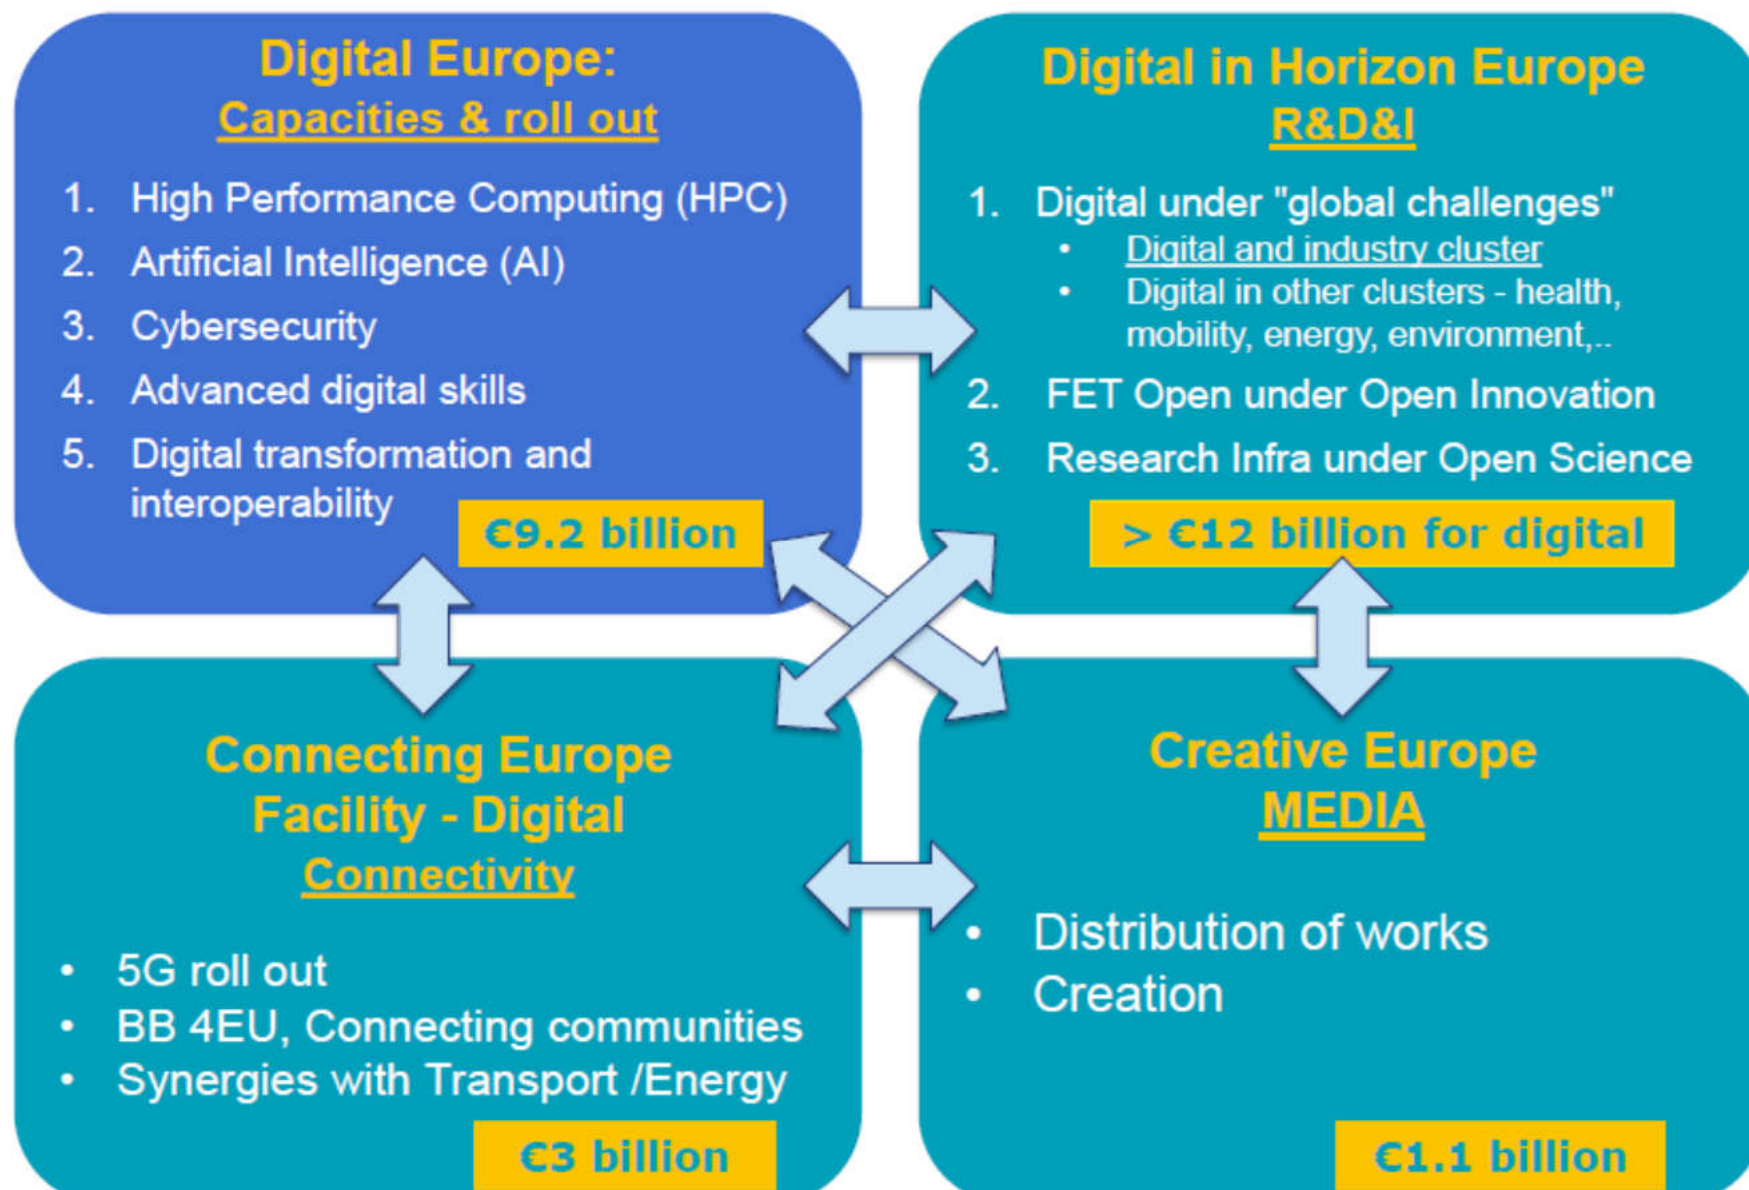 Digital Europe:
Capacities & roll out
1. High Performance Computing (HPC)
2. Artificial Intelligence (AI)
3. Cybersecurity
4. Advanced digital skills
5. Digital transformation and
interoperability
€9.2 billion
Digital in Horizon Europe
R&D&I
1. Digital under "global challenges"
• Digital and industry cluster
• Digital in other clusters - health,
mobility, energy, environment,..
2. FET Open under Open Innovation
3. Research Infra under Open Science
> €12 billion for digital
Connecting Europe
Facility - Digital
Connectivity
• 5G roll out
• BB 4EU, Connecting communities
• Synergies with Transport /Energy
€3 billion
Creative Europe
MEDIA
• Distribution of works
• Creation
€1.1 billion